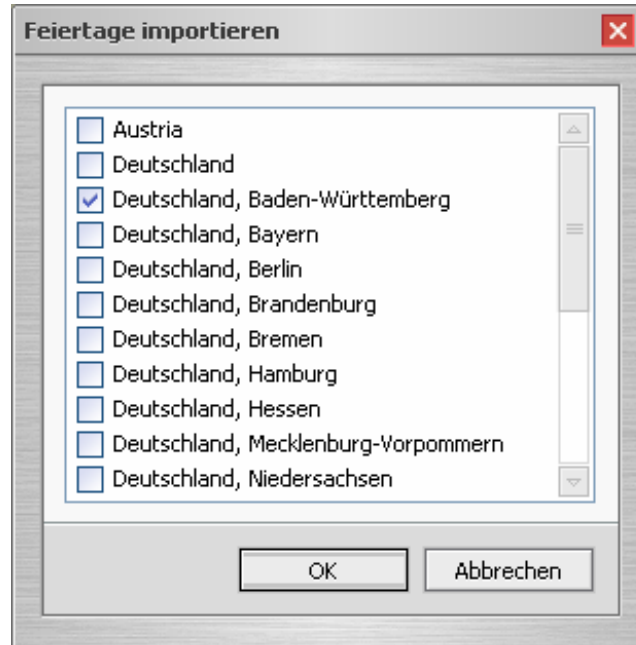 Feiertage importieren
Austria
Deutschland
Deutschland, Baden-Württemberg
Deutschland, Bayern
Deutschland, Berlin
Deutschland, Brandenburg
Deutschland, Bremen
Deutschland, Hamburg
Deutschland, Hessen
Deutschland, Mecklenburg-Vorpommern
Deutschland, Niedersachsen
OK Abbrechen